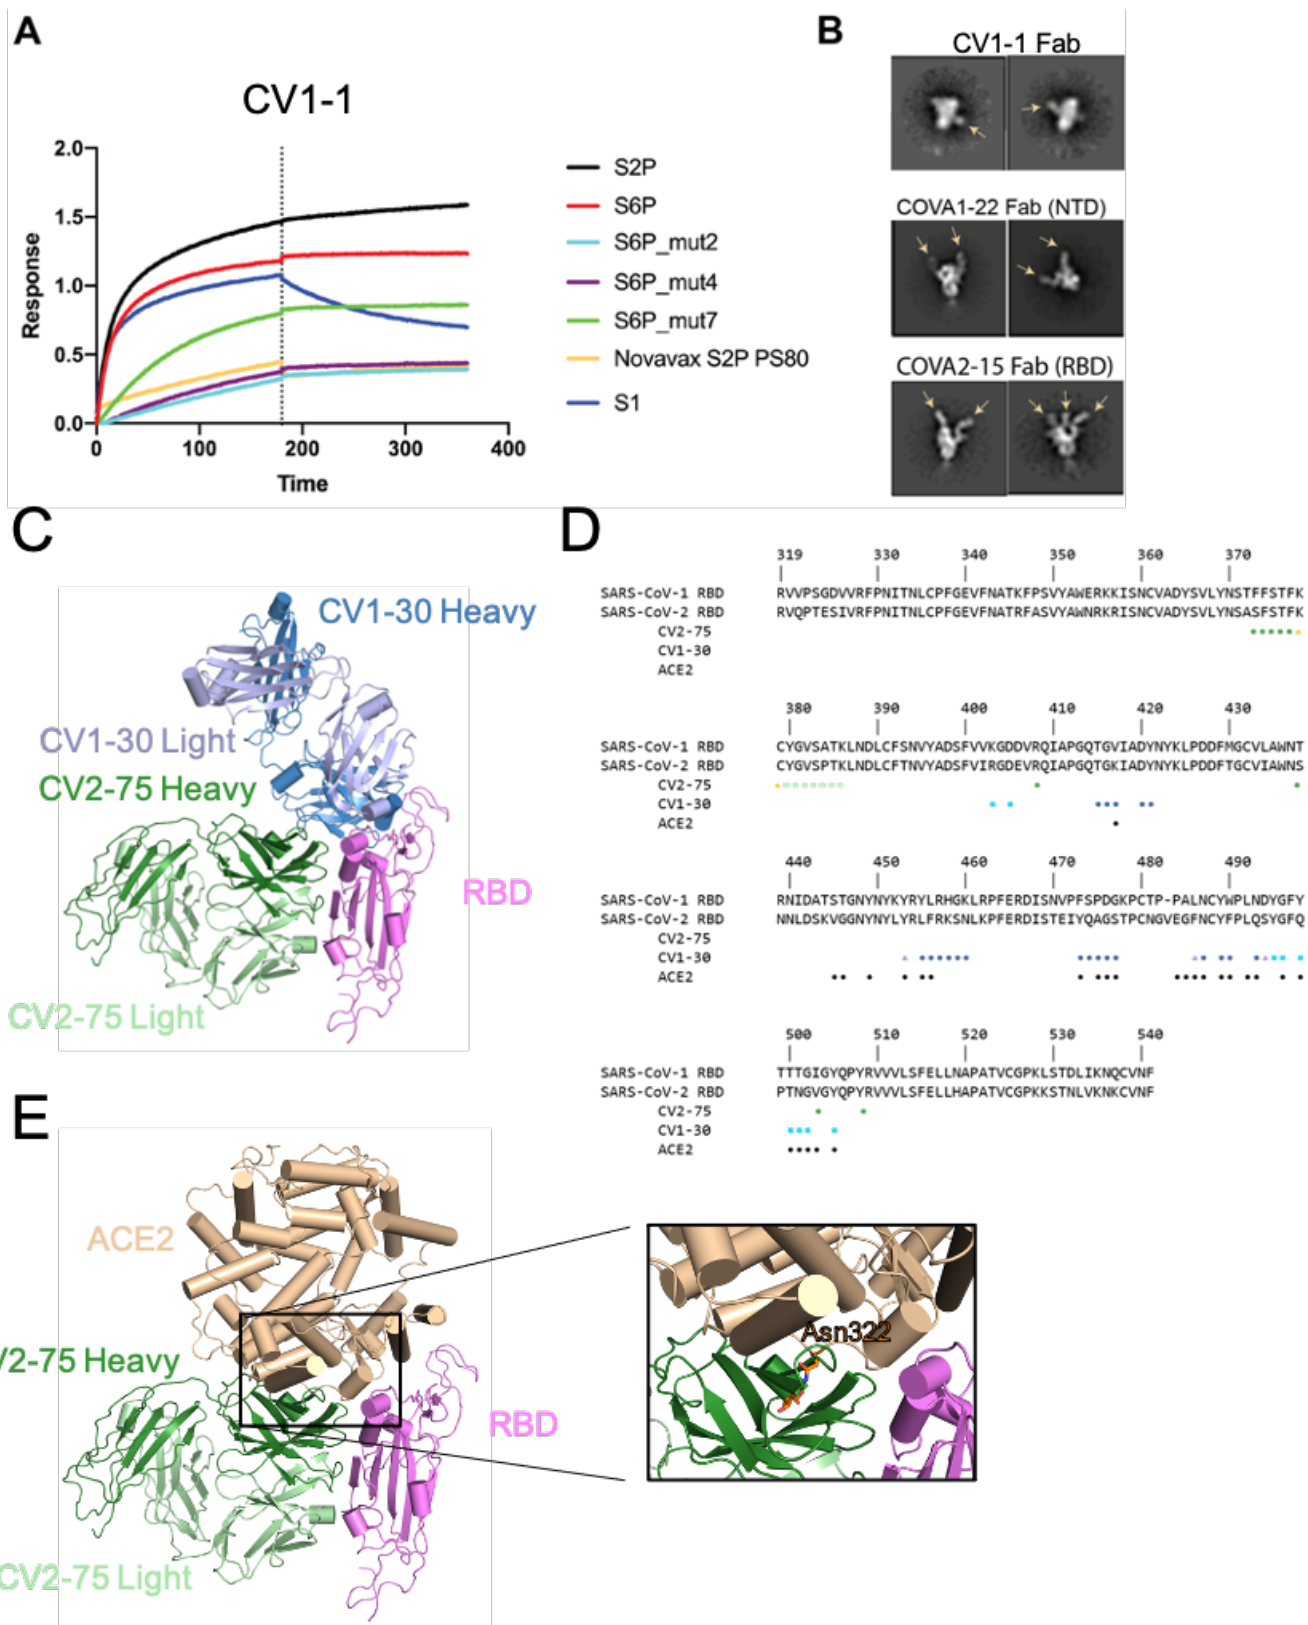 A
CV1-1
2.0
1.5
1.0
0.5
0.0
Response
0
100
200
300
400
Time
S2P
S6P
S6P_mut2
S6P_mut4
S6P_mut7
Novavax S2P PS80
S1
B
CV1-1 Fab
COVA1-22 Fab (NTD)
COVA2-15 Fab (RBD)
C
CV1-30 Heavy
CV1-30 Light
CV2-75 Heavy
RBD
CV2-75 Light
D
319 330 340 350 360 370
SARS-CoV-1 RBD RVVPSGDVVRFPNITNLCPFGEVFNATKFPSVYAWERKKISNCVADYSVLYNSTFFSTFK
SARS-CoV-2 RBD RVQPTESIVRFPNITNLCPFGEVFNATRFASVYAWNRKRISNCVADYSVLYNSASFSTFK
CV2-75
CV1-30
ACE2
380 390 400 410 420 430
SARS-CoV-1 RBD CYGVSATKLNDLCFSNVYADSFVVKGDDVRQIAPGQTGVIADYNYKLPDDFMGCVLAWNT
SARS-CoV-2 RBD CYGVSPTKLNDLCFTNVYADSFVIRGDEVRQIAPGQTGKIADYNYKLPDDFTGCVIAWNS
CV2-75
CV1-30
ACE2
440 450 460 470 480 490
SARS-CoV-1 RBD RNIDATSTGNYNYKYRYLRHGKLRPFERDISNVPFSPDGKPCTP-PALNCYWPLNDYGFY
SARS-CoV-2 RBD NNLDSKVGGNYNYLYRLFRKSNLKPFERDISTEIYQAGSTPCNGVEGFNCYFPLQSYGFQ
CV2-75
CV1-30
ACE2
500 510 520 530 540
SARS-CoV-1 RBD TTTGIGYQPYRVVVLSFELLNAPATVCGPKLSTDLIKNQCVNF
SARS-CoV-2 RBD PTNGVGYQPYRVVVLSFELLHAPATVCGPKKSTNLVKNKCVNF
CV2-75
CV1-30
ACE2
E
ACE2
V2-75 Heavy
RBD
CV2-75 Light
Asn322